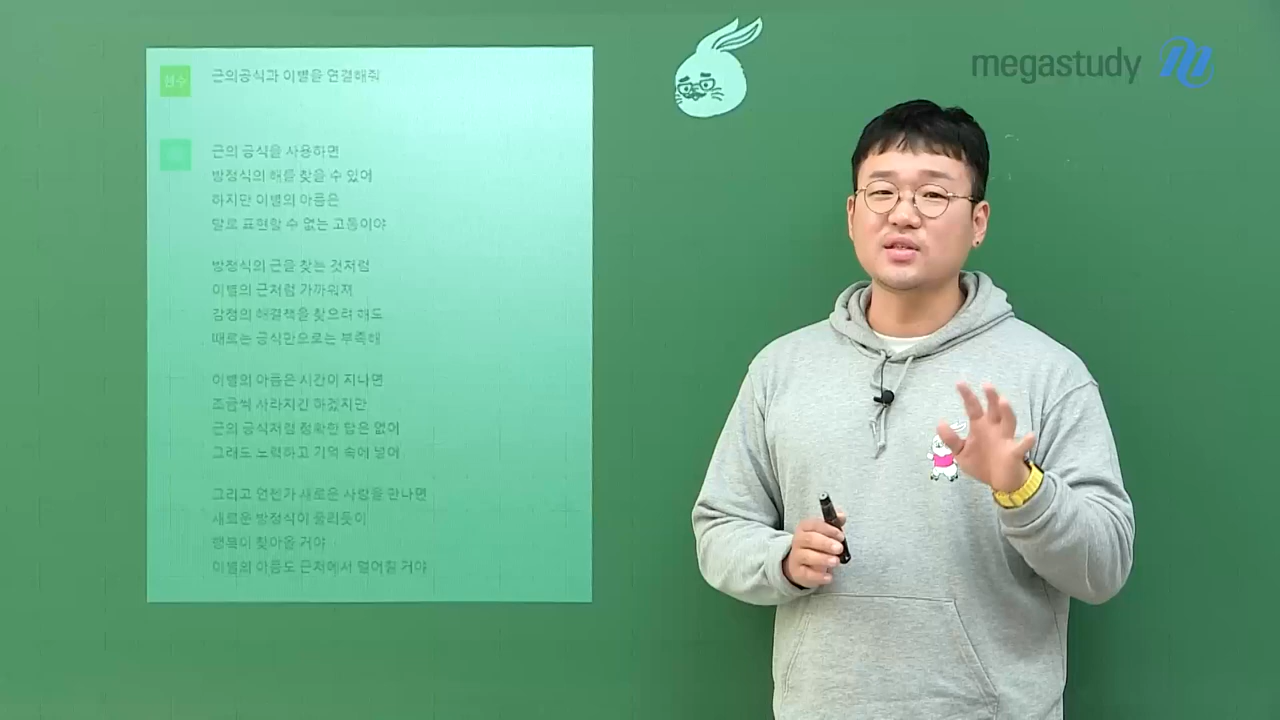 megastudy
현수
근의공식과 이별을 연결해줘
근의 공식을 사용하면
방정식의 해를 찾을 수 있어
하지만 이별의 아픔은
말로 표현할 수 없는 고통이야
방정식의 근을 찾는 것처럼
이별의 근처럼 가까워져
감정의 해결책을 찾으려 해도
때로는 공식만으로는 부족해
이별의 아픔은 시간이 지나면
조금씩 사라지긴 하겠지만
근의 공식처럼 정확한 답은 없어
그래도 노력하고 기억 속에 넣어
그리고 언젠가 새로운 사랑을 만나면
새로운 방정식이 풀리듯이
행복이 찾아올 거야
이별의 아픔도 근처에서 멀어질 거야